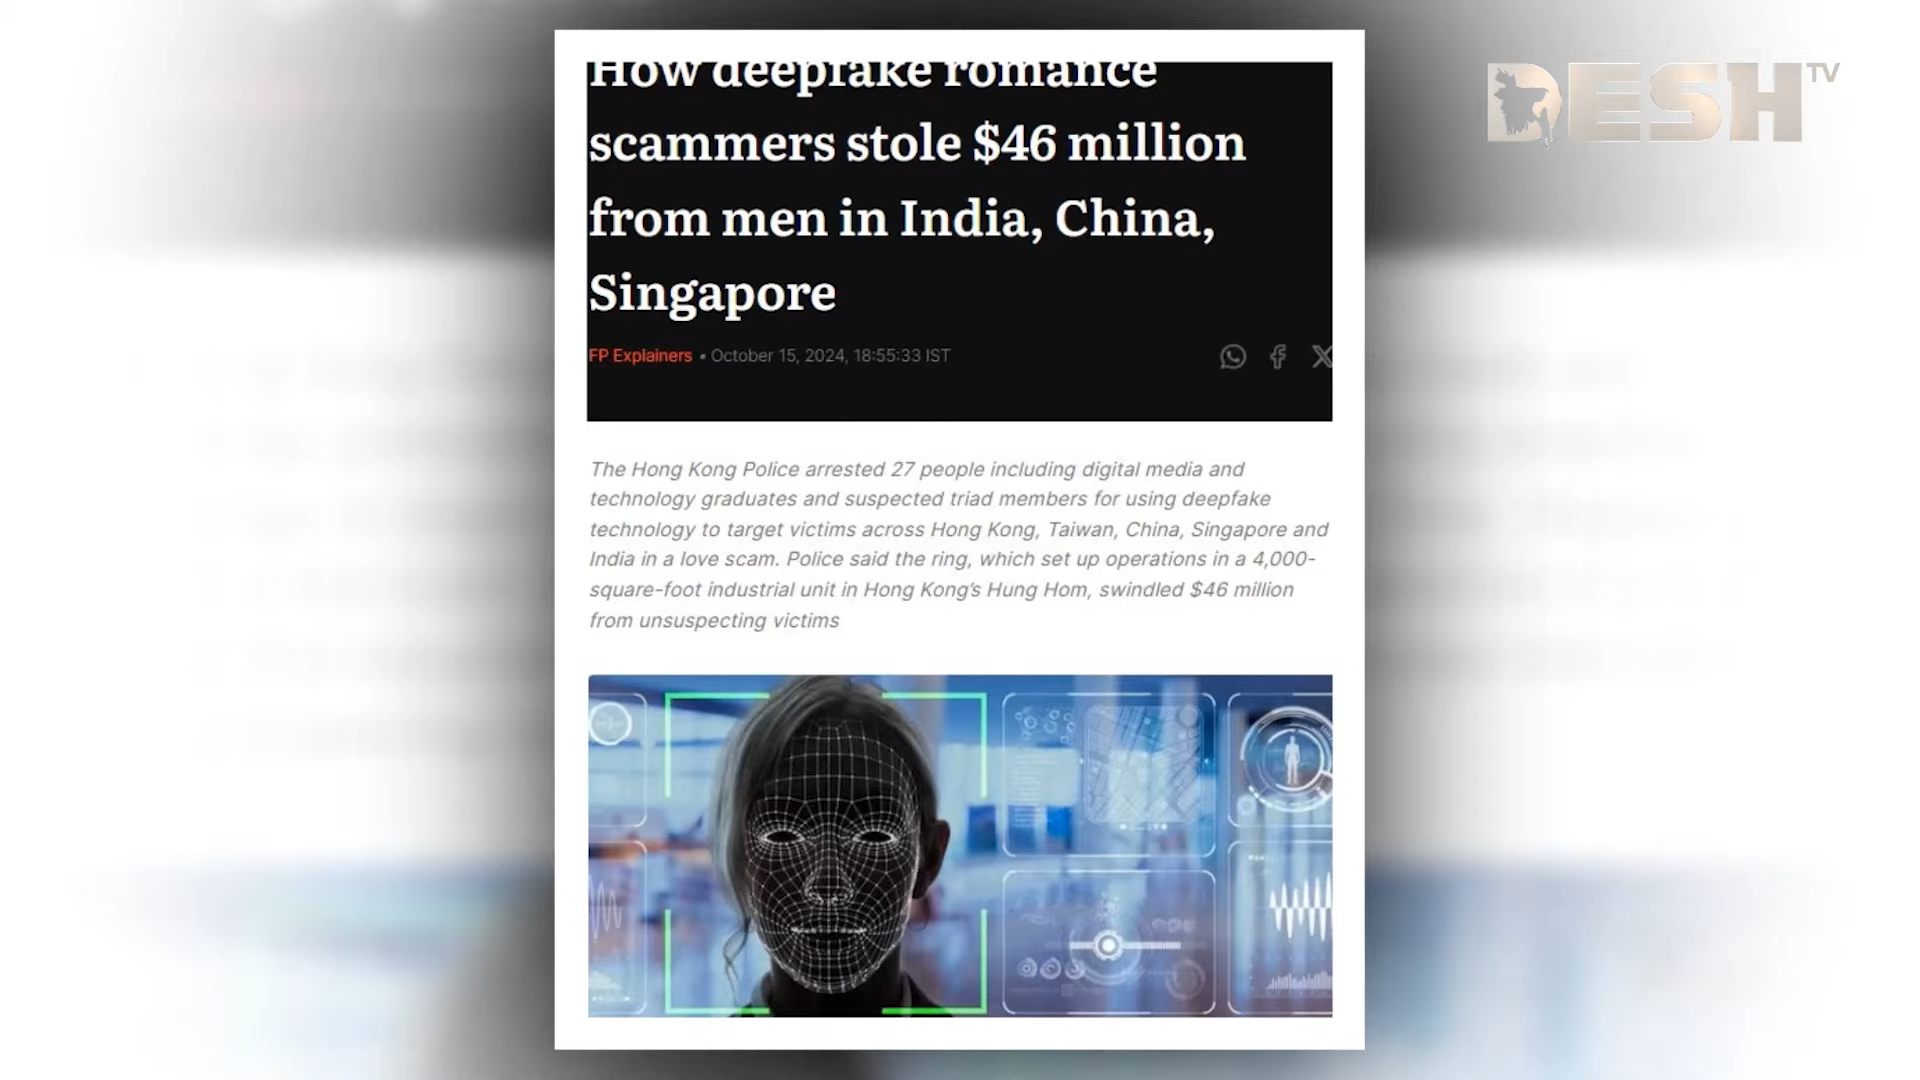 DESH TV
How deepfake romance
scammers stole $46 million
from men in India, China,
Singapore
FP Explainers • October 15, 2024, 18:55:33 IST
The Hong Kong Police arrested 27 people including digital media and
technology graduates and suspected triad members for using deepfake
technology to target victims across Hong Kong, Taiwan, China, Singapore and
India in a love scam. Police said the ring, which set up operations in a 4,000-
square-foot industrial unit in Hong Kong's Hung Hom, swindled $46 million
from unsuspecting victims